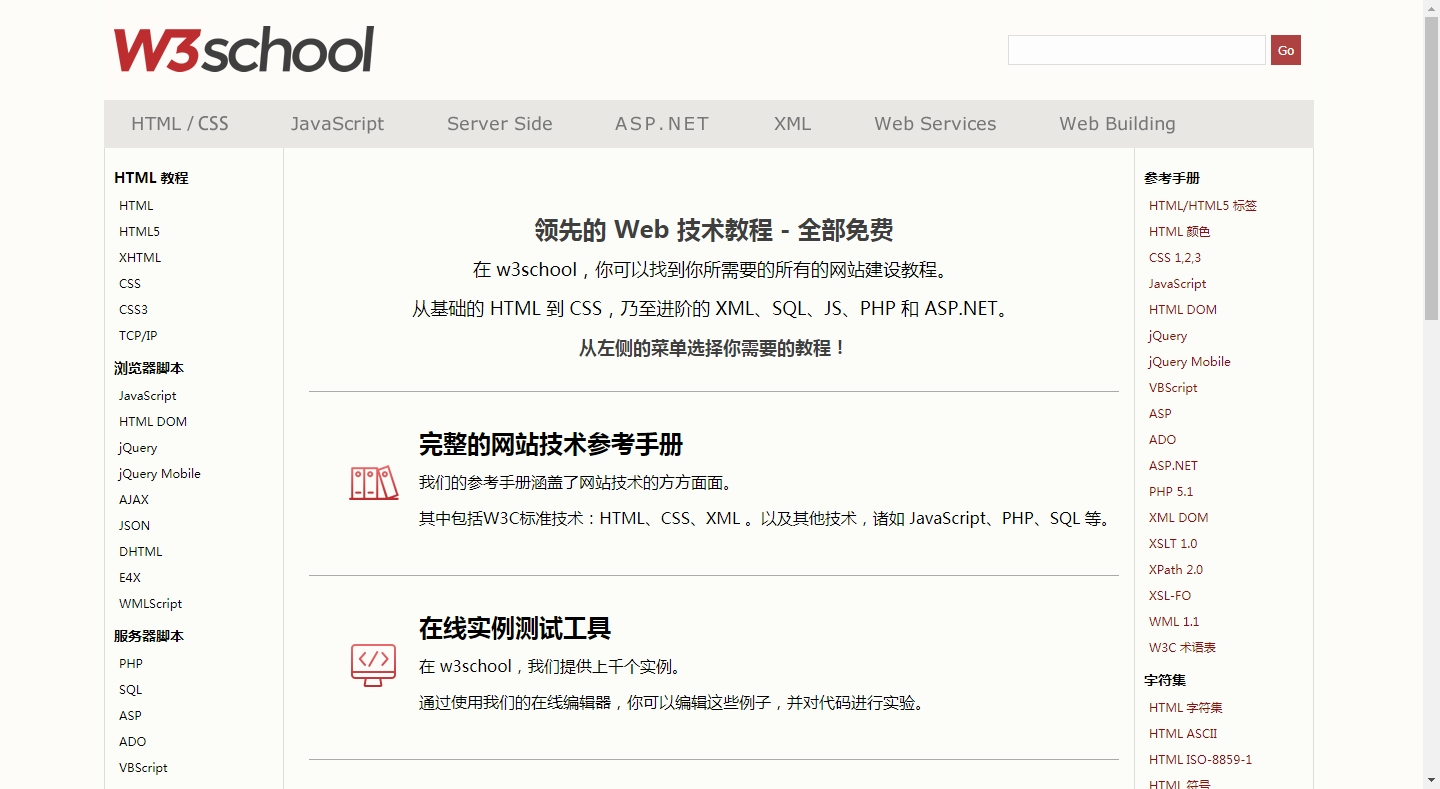 W3school
Go
HTML / CSS
JavaScript
Server Side
ASP.NET
XML
Web Services
Web Building
HTML 教程
HTML
HTML5
XHTML
CSS
CSS3
TCP/IP
浏览器脚本
JavaScript
HTML DOM
jQuery
jQuery Mobile
AJAX
JSON
DHTML
E4X
WMLScript
服务器脚本
PHP
SQL
ASP
ADO
VBScript
领先的 Web 技术教程 - 全部免费
在 w3school，你可以找到你所需要的所有的网站建设教程。
从基础的 HTML 到 CSS，乃至进阶的 XML、SQL、JS、PHP 和 ASP.NET。
从左侧的菜单选择你需要的教程！
完整的网站技术参考手册
我们的参考手册涵盖了网站技术的方方面面。
其中包括W3C标准技术：HTML、CSS、XML 。以及其他技术，诸如 JavaScript、PHP、SQL 等。
在线实例测试工具
在 w3school，我们提供上千个实例。
通过使用我们的在线编辑器，你可以编辑这些例子，并对代码进行实验。
参考手册
HTML/HTML5 标签
HTML 颜色
CSS 1,2,3
JavaScript
HTML DOM
jQuery
jQuery Mobile
VBScript
ASP
ADO
ASP.NET
PHP 5.1
XML DOM
XSLT 1.0
XPath 2.0
XSL-FO
WML 1.1
W3C 术语表
字符集
HTML 字符集
HTML ASCII
HTML ISO-8859-1
HTML 符号